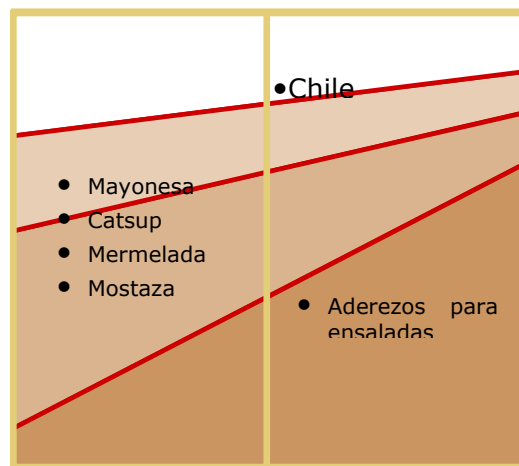 •Chile
• Mayonesa
• Catsup
• Mermelada
• Mostaza
• Aderezos para
ensaladas